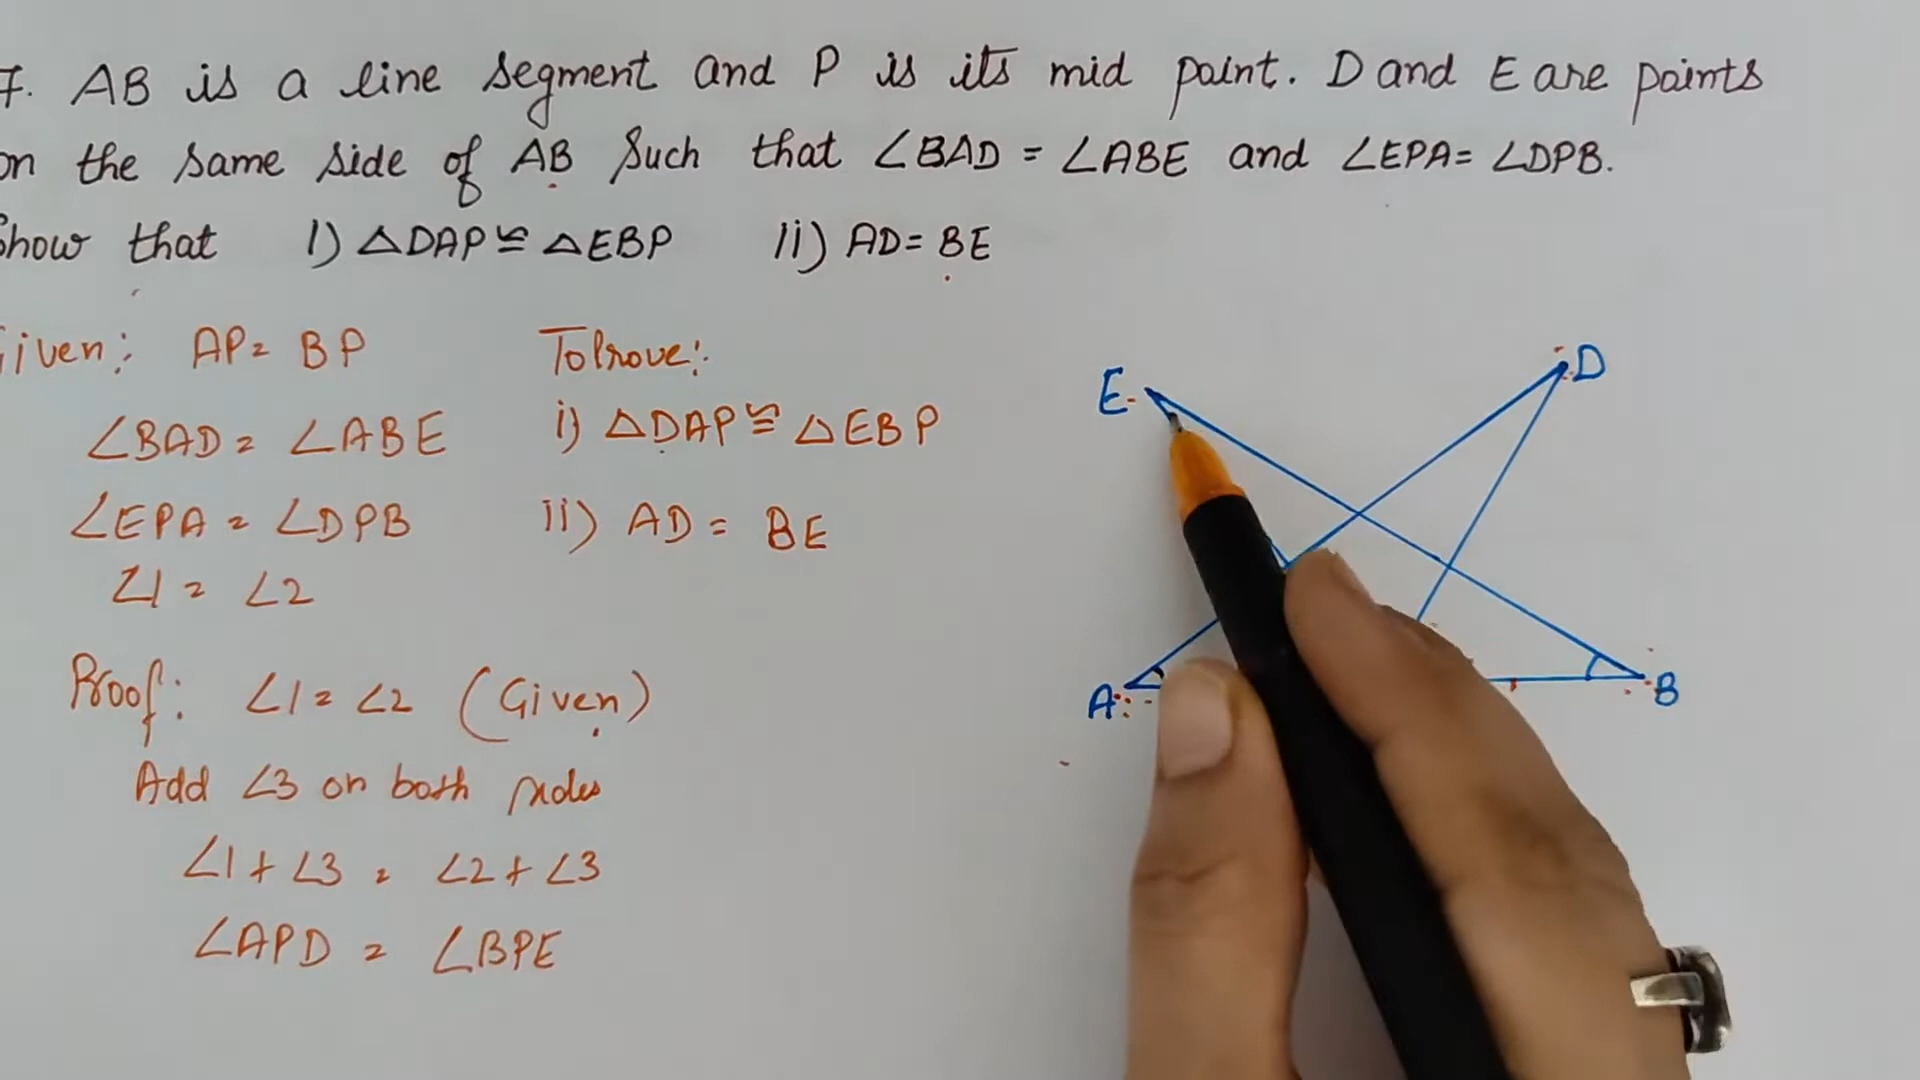 7. AB is a line segment and P is its mid point. D and E are points
on the same side of AB such that ∠BAD = ∠ABE and ∠EPA = ∠DPB.
Show that I) △DAP ≅ △EBP II) AD = BE
Given: AP = BP
To Prove:
∠BAD = ∠ABE
i) △DAP ≅ △EBP
∠EPA = ∠DPB
ii) AD = BE
∠1 = ∠2
Proof: ∠1 = ∠2 (Given)
Add ∠3 on both sides
∠1 + ∠3 = ∠2 + ∠3
∠APD = ∠BPE
E
D
A
B